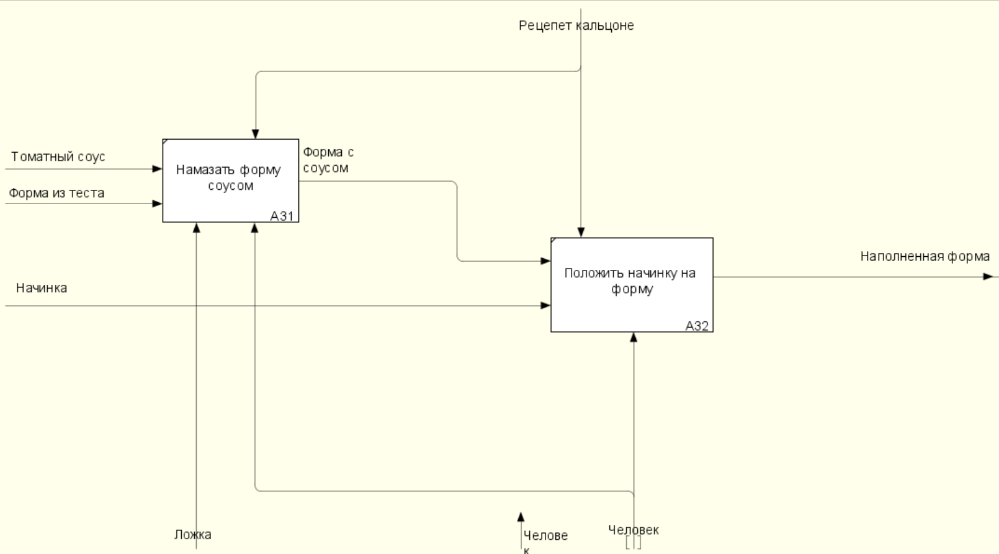 Рецепет кальцоне
Томатный соус
Форма из теста
Намазать форму
соусом
A31
Форма с
соусом
Начинка
Положить начинку на
форму
A32
Наполненная форма
Ложка
Челове
к
Человек